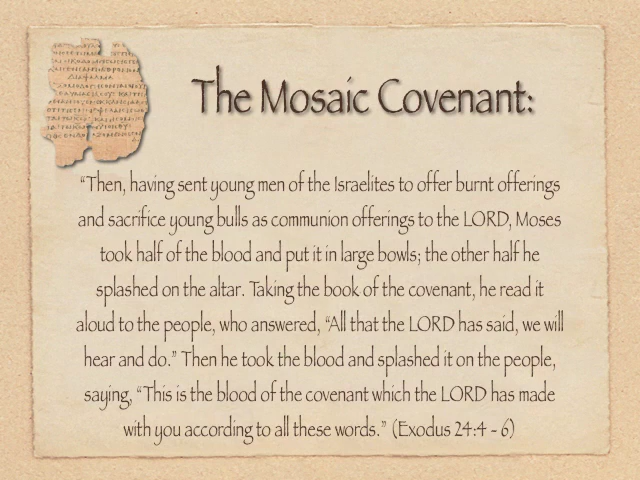 The Mosaic Covenant:
“Then, having sent young men of the Israelites to offer burnt offerings
and sacrifice young bulls as communion offerings to the LORD, Moses
took half of the blood and put it in large bowls; the other half he
splashed on the altar. Taking the book of the covenant, he read it
aloud to the people, who answered, “All that the LORD has said, we will
hear and do.” Then he took the blood and splashed it on the people,
saying, “This is the blood of the covenant which the LORD has made
with you according to all these words.” (Exodus 24:4 - 6)